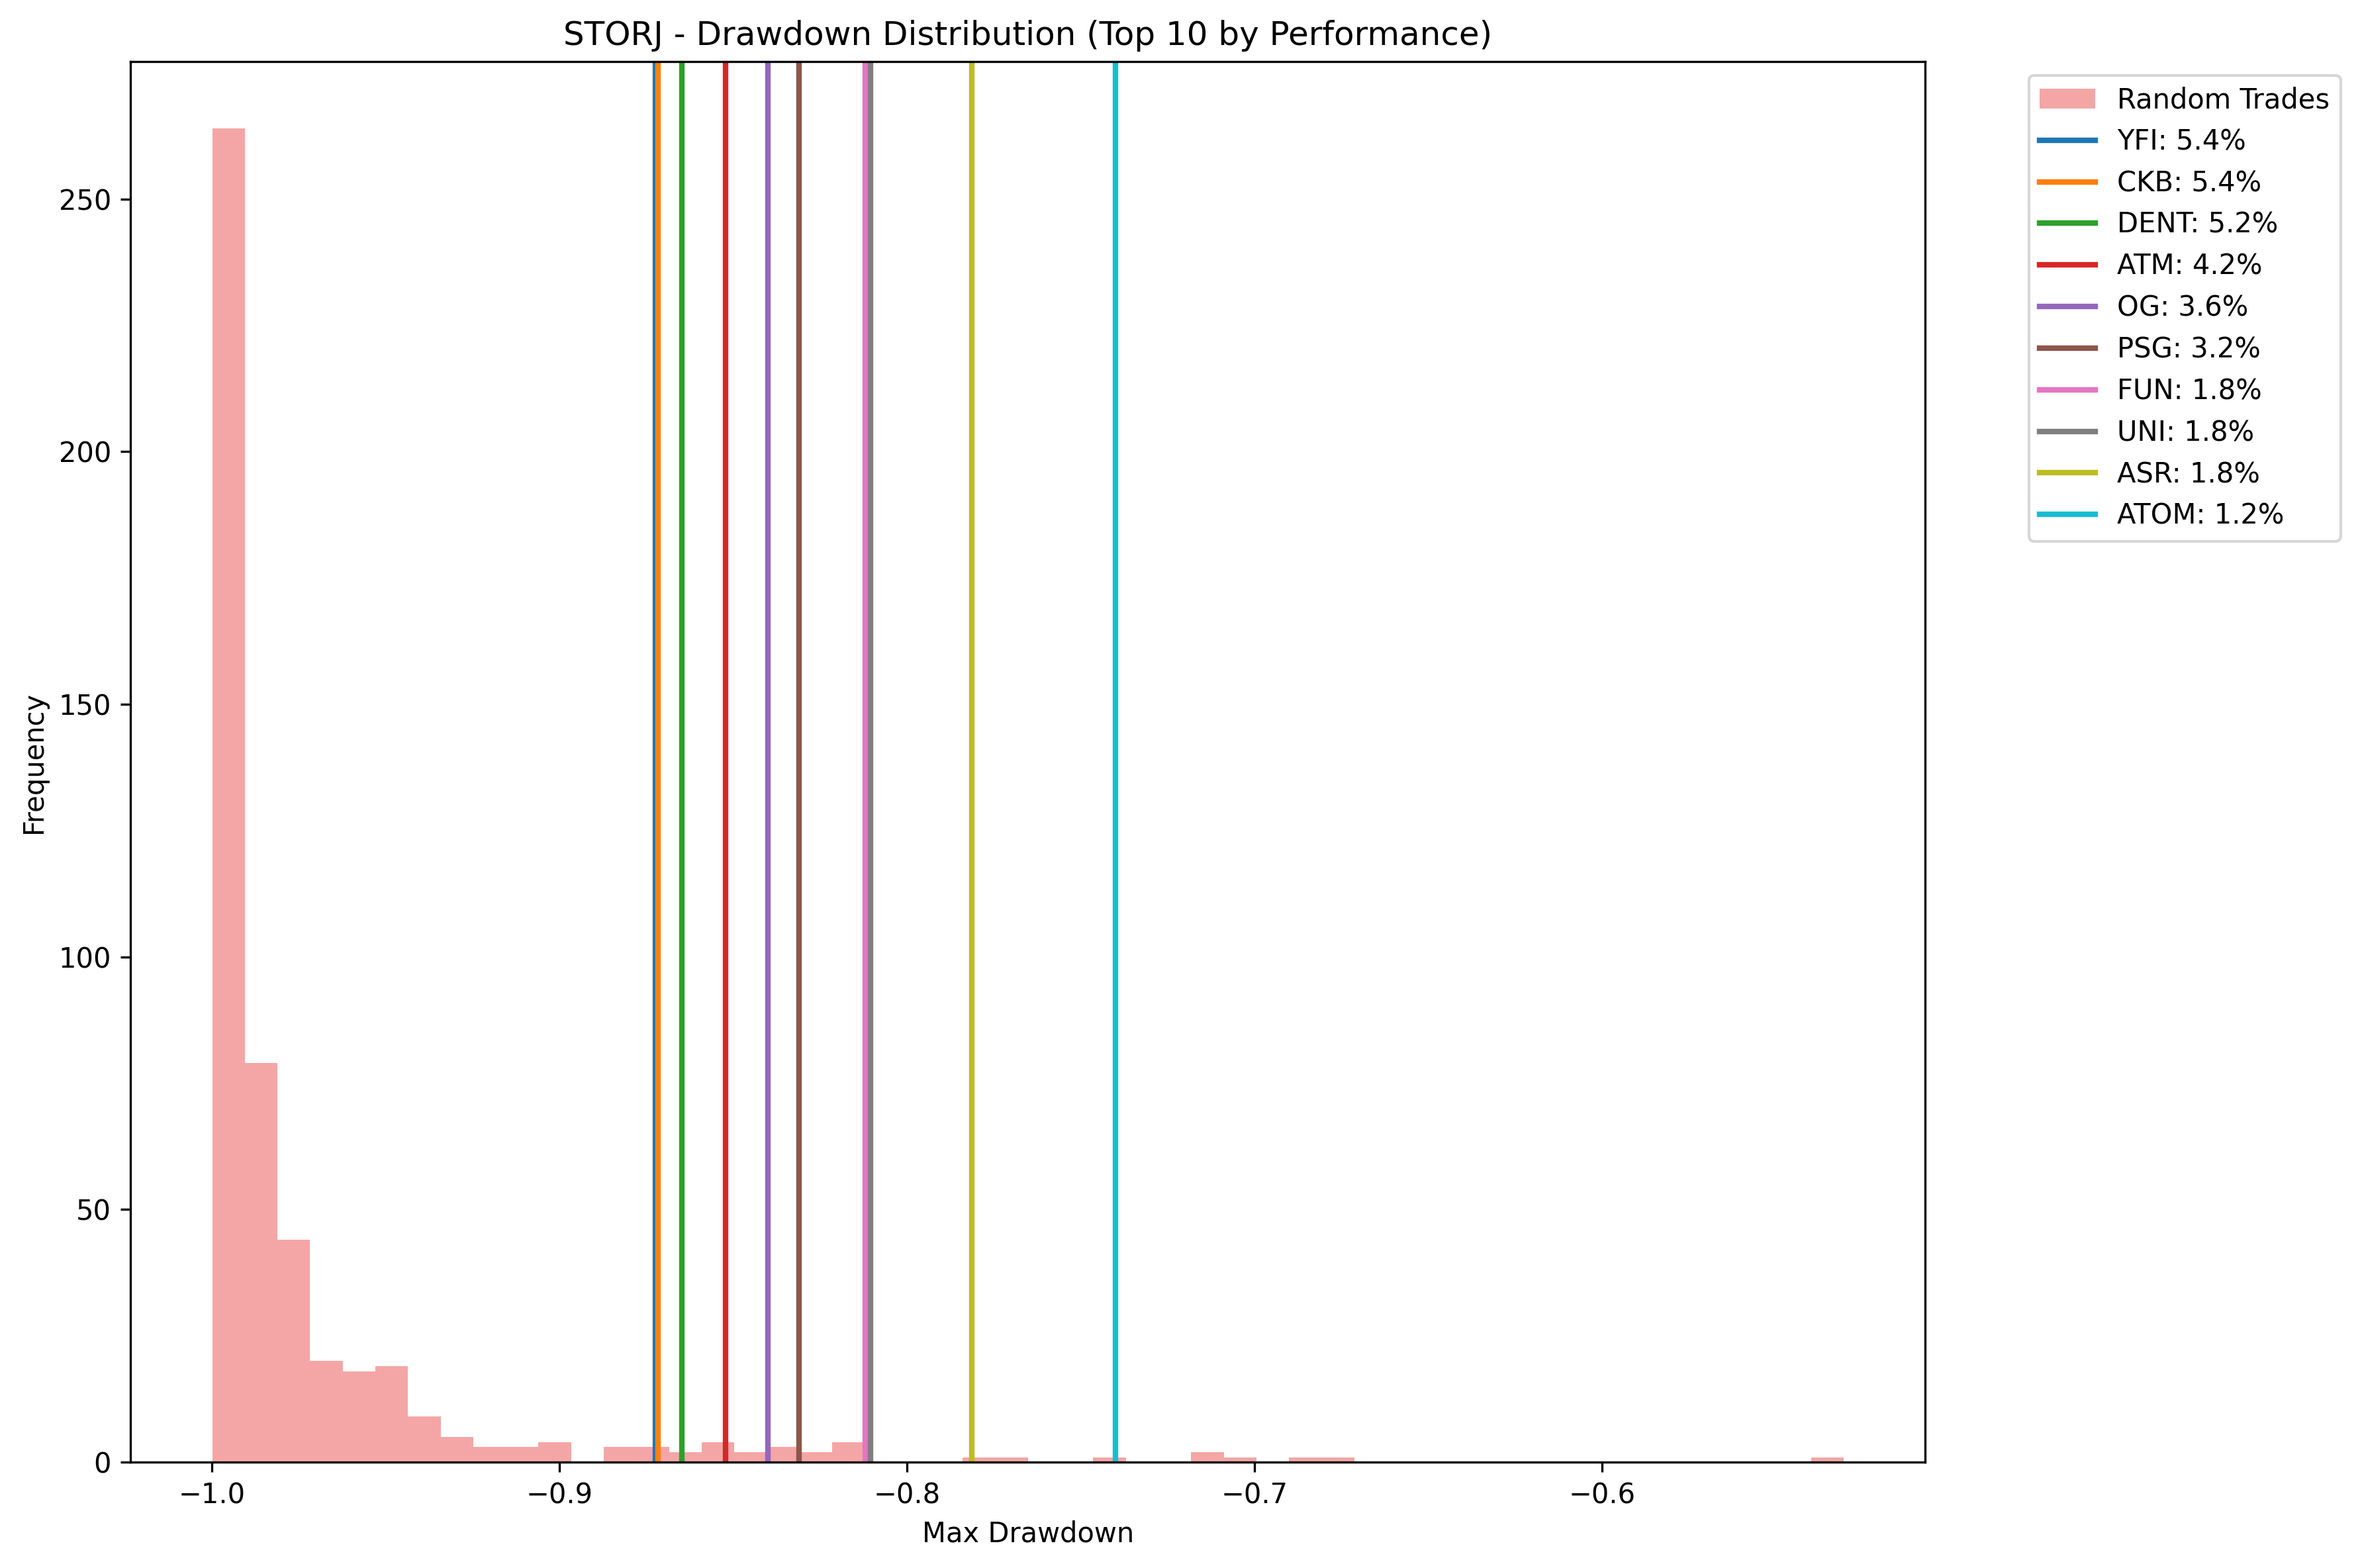 STORJ - Drawdown Distribution (Top 10 by Performance)
Random Trades
YFI: 5.4%
CKB: 5.4%
DENT: 5.2%
ATM: 4.2%
OG: 3.6%
PSG: 3.2%
FUN: 1.8%
UNI: 1.8%
ASR: 1.8%
ATOM: 1.2%
Frequency
250
200
150
100
50
0
−1.0
−0.9
−0.8
−0.7
−0.6
Max Drawdown